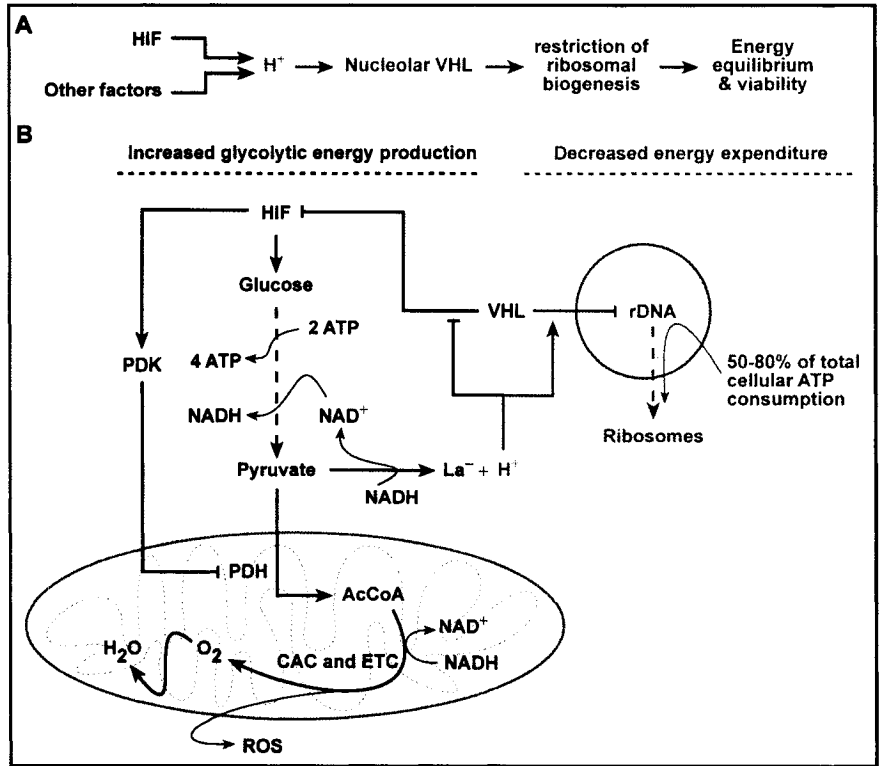 A
HIF
Other factors
H⁺
Nucleolar VHL
restriction of
ribosomal
biogenesis
Energy
equilibrium
& viability
B
Increased glycolytic energy production
Decreased energy expenditure
HIF
Glucose
2 ATP
4 ATP
PDK
NADH
NAD⁺
Pyruvate
La⁻ + H⁺
NADH
VHL
rDNA
50-80% of total
cellular ATP
consumption
Ribosomes
PDH
AcCoA
NAD⁺
NADH
CAC and ETC
O₂
H₂O
ROS